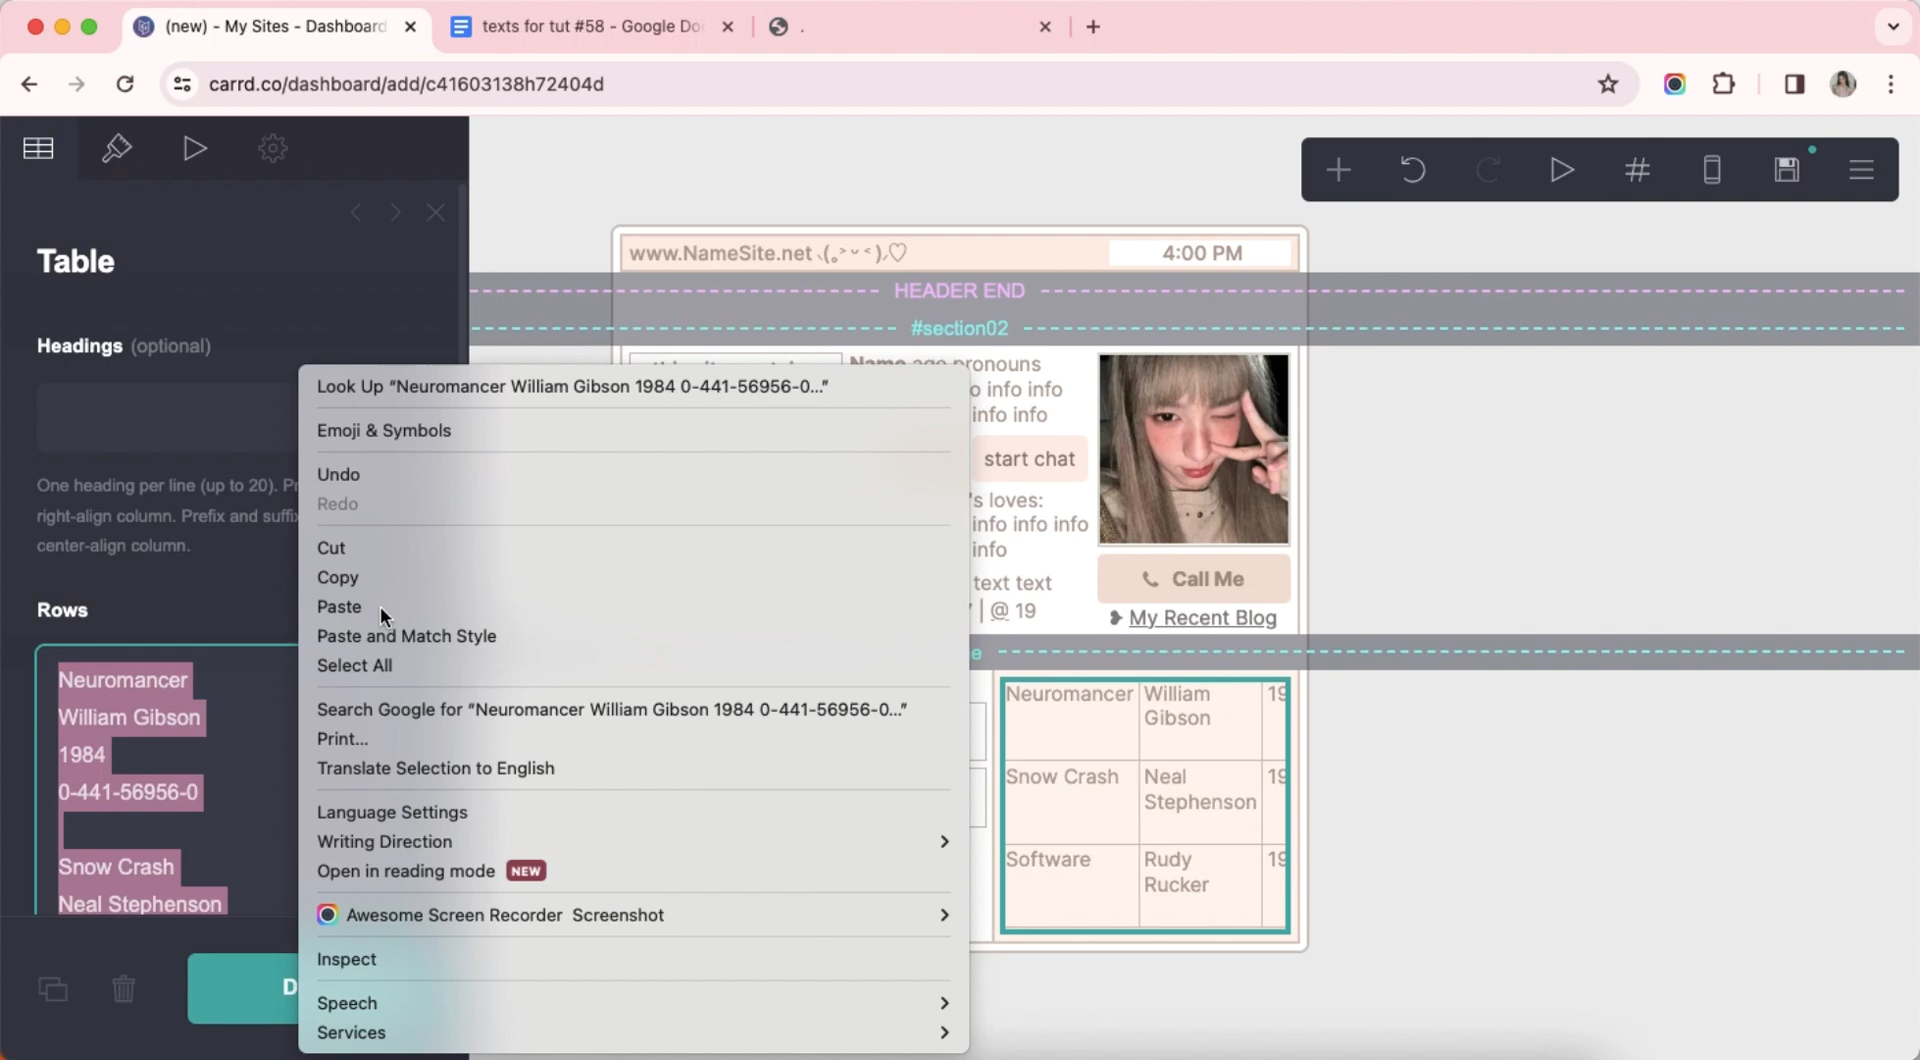 (new) - My Sites - Dashboard
texts for tut #58 - Google Do
.
carrd.co/dashboard/add/c41603138h72404d
Table
Headings (optional)
One heading per line (up to 20). Pr
right-align column. Prefix and suffix
center-align column.
Rows
Neuromancer
William Gibson
1984
0-441-56956-0
Snow Crash
Neal Stephenson
D
Look Up “Neuromancer William Gibson 1984 0-441-56956-0...”
Emoji & Symbols
Undo
Redo
Cut
Copy
Paste
Paste and Match Style
Select All
Search Google for “Neuromancer William Gibson 1984 0-441-56956-0...”
Print...
Translate Selection to English
Language Settings
Writing Direction
Open in reading mode NEW
Awesome Screen Recorder Screenshot
Inspect
Speech
Services
www.NameSite.net ⸜(｡˃ ᵕ ˂)⸝♡
4:00 PM
HEADER END
#section02
Name age pronouns
o info info
info info
start chat
's loves:
info info info
info
text text
| @ 19
Call Me
❥ My Recent Blog
e
Neuromancer
William
Gibson
19
Snow Crash
Neal
Stephenson
19
Software
Rudy
Rucker
19